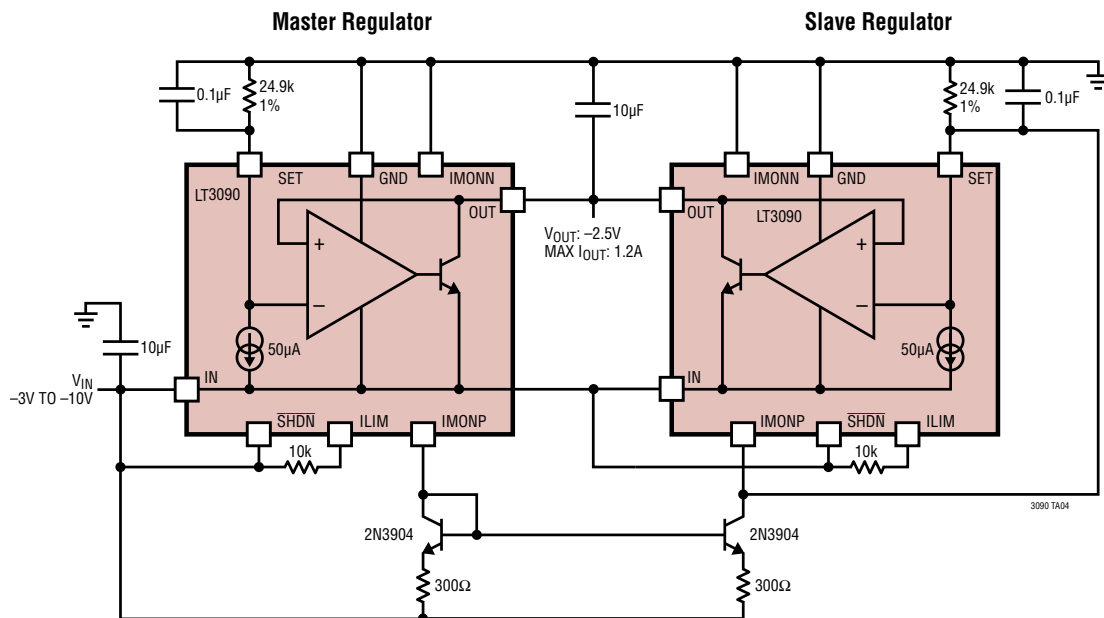 Master Regulator
Slave Regulator
0.1µF
24.9k
1%
10µF
24.9k
1%
0.1µF
LT3090
SET
GND
IMONN
OUT
IMONN
GND
SET
OUT
LT3090
+
–
+
–
VOUT: –2.5V
MAX IOUT: 1.2A
10µF
50µA
50µA
VIN
–3V TO –10V
IN
IN
SHDN
ILIM
IMONP
IMONP
SHDN
ILIM
10k
10k
3090 TA04
2N3904
2N3904
300Ω
300Ω